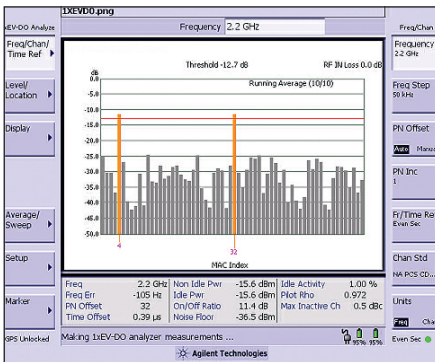 1XEVDO.png
1xEV-DO Analyze
Frequency 2.2 GHz
Freq/Chan
Freq/Chan/
Time Ref
Level/
Location
Display
Average/
Sweep
Setup
Marker
GPS Unlocked
Threshold -12.7 dB
RF IN Loss 0.0 dB
dB
Running Average (10/10)
0.0
-5.0
-10.0
-15.0
-20.0
-25.0
-30.0
-35.0
-40.0
-45.0
-50.0
4
32
MAC Index
Freq 2.2 GHz
Freq Err -105 Hz
PN Offset 32
Time Offset 0.39 µs
Non Idle Pwr -15.6 dBm
Idle Pwr -15.6 dBm
On/Off Ratio 11.4 dB
Noise Floor -36.5 dBm
Idle Activity 1.00 %
Pilot Rho 0.972
Max Inactive Ch 0.5 dBc
Making 1xEV-DO analyzer measurements ...
95% 95%
Agilent Technologies
Frequency
2.2 GHz
Freq Step
50 kHz
PN Offset
Auto Manu
PN Inc
1
Fr/Time Re
Even Sec
Chan Std
NA PCS CD...
Units
Freq Cha
Even Sec